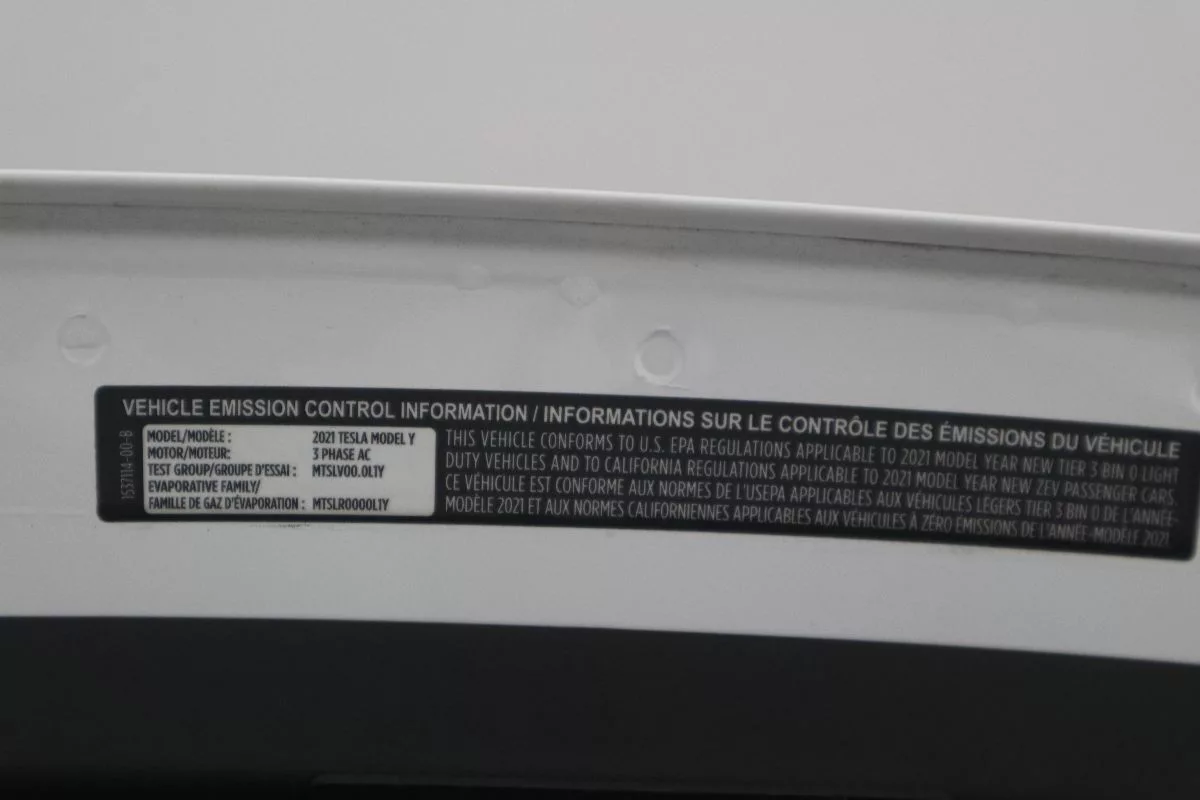 VEHICLE EMISSION CONTROL INFORMATION / INFORMATIONS SUR LE CONTRÔLE DES ÉMISSIONS DU VÉHICULE
1537114-00-B
MODEL/MODÈLE : 2021 TESLA MODEL Y
MOTOR/MOTEUR: 3 PHASE AC
TEST GROUP/GROUPE D'ESSAI : MTSLV00.0L1Y
EVAPORATIVE FAMILY/
FAMILLE DE GAZ D'ÉVAPORATION : MTSLR0000L1Y
THIS VEHICLE CONFORMS TO U.S. EPA REGULATIONS APPLICABLE TO 2021 MODEL YEAR NEW TIER 3 BIN 0 LIGHT
DUTY VEHICLES AND TO CALIFORNIA REGULATIONS APPLICABLE TO 2021 MODEL YEAR NEW ZEV PASSENGER CARS.
CE VÉHICULE EST CONFORME AUX NORMES DE L'USEPA APPLICABLES AUX VÉHICULES LÉGERS TIER 3 BIN 0 DE L'ANNÉE-
MODÈLE 2021 ET AUX NORMES CALIFORNIENNES APPLICABLES AUX VÉHICULES À ZÉRO ÉMISSIONS DE L'ANNÉE-MODÈLE 2021.